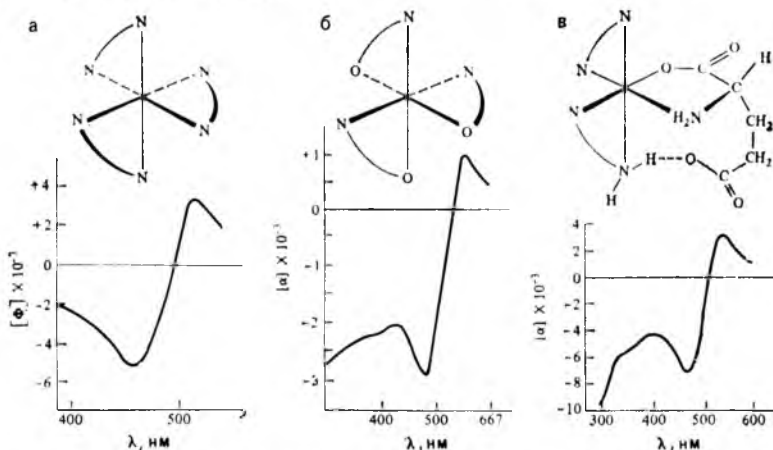 а
N
N
N
N
N
N
+4
+2
0
-2
-4
-6
[Ф] × 10⁻³
400
500
λ, нм
б
N
O
N
N
O
O
+1
0
-1
-2
-3
[α] × 10⁻³
400
500
667
λ, нм
в
N
N
N
N
H
H
O
C
O
H
C
H₂N
CH₂
CH₂
O
C
O
4
2
0
-2
-4
-6
-8
-10
[α] × 10⁻³
300
400
500
600
λ, нм